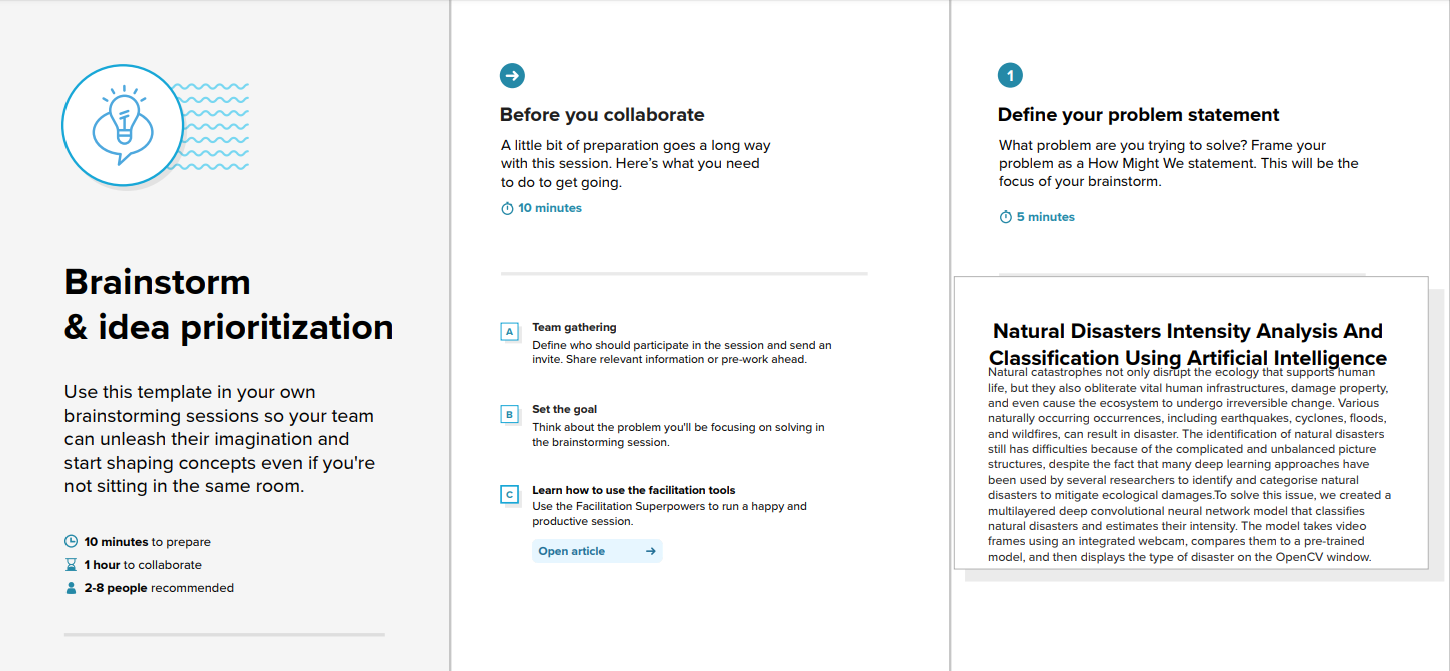 Brainstorm
& idea prioritization
Use this template in your own
brainstorming sessions so your team
can unleash their imagination and
start shaping concepts even if you're
not sitting in the same room.
10 minutes to prepare
1 hour to collaborate
2-8 people recommended
Before you collaborate
A little bit of preparation goes a long way
with this session. Here's what you need
to do to get going.
10 minutes
A
Team gathering
Define who should participate in the session and send an
invite. Share relevant information or pre-work ahead.
B
Set the goal
Think about the problem you'll be focusing on solving in
the brainstorming session.
C
Learn how to use the facilitation tools
Use the Facilitation Superpowers to run a happy and
productive session.
Open article
1
Define your problem statement
What problem are you trying to solve? Frame your
problem as a How Might We statement. This will be the
focus of your brainstorm.
5 minutes
Natural Disasters Intensity Analysis And
Classification Using Artificial Intelligence
Natural catastrophes not only disrupt the ecology that supports human
life, but they also obliterate vital human infrastructures, damage property,
and even cause the ecosystem to undergo irreversible change. Various
naturally occurring occurrences, including earthquakes, cyclones, floods,
and wildfires, can result in disaster. The identification of natural disasters
still has difficulties because of the complicated and unbalanced picture
structures, despite the fact that many deep learning approaches have
been used by several researchers to identify and categorise natural
disasters to mitigate ecological damages.To solve this issue, we created a
multilayered deep convolutional neural network model that classifies
natural disasters and estimates their intensity. The model takes video
frames using an integrated webcam, compares them to a pre-trained
model, and then displays the type of disaster on the OpenCV window.